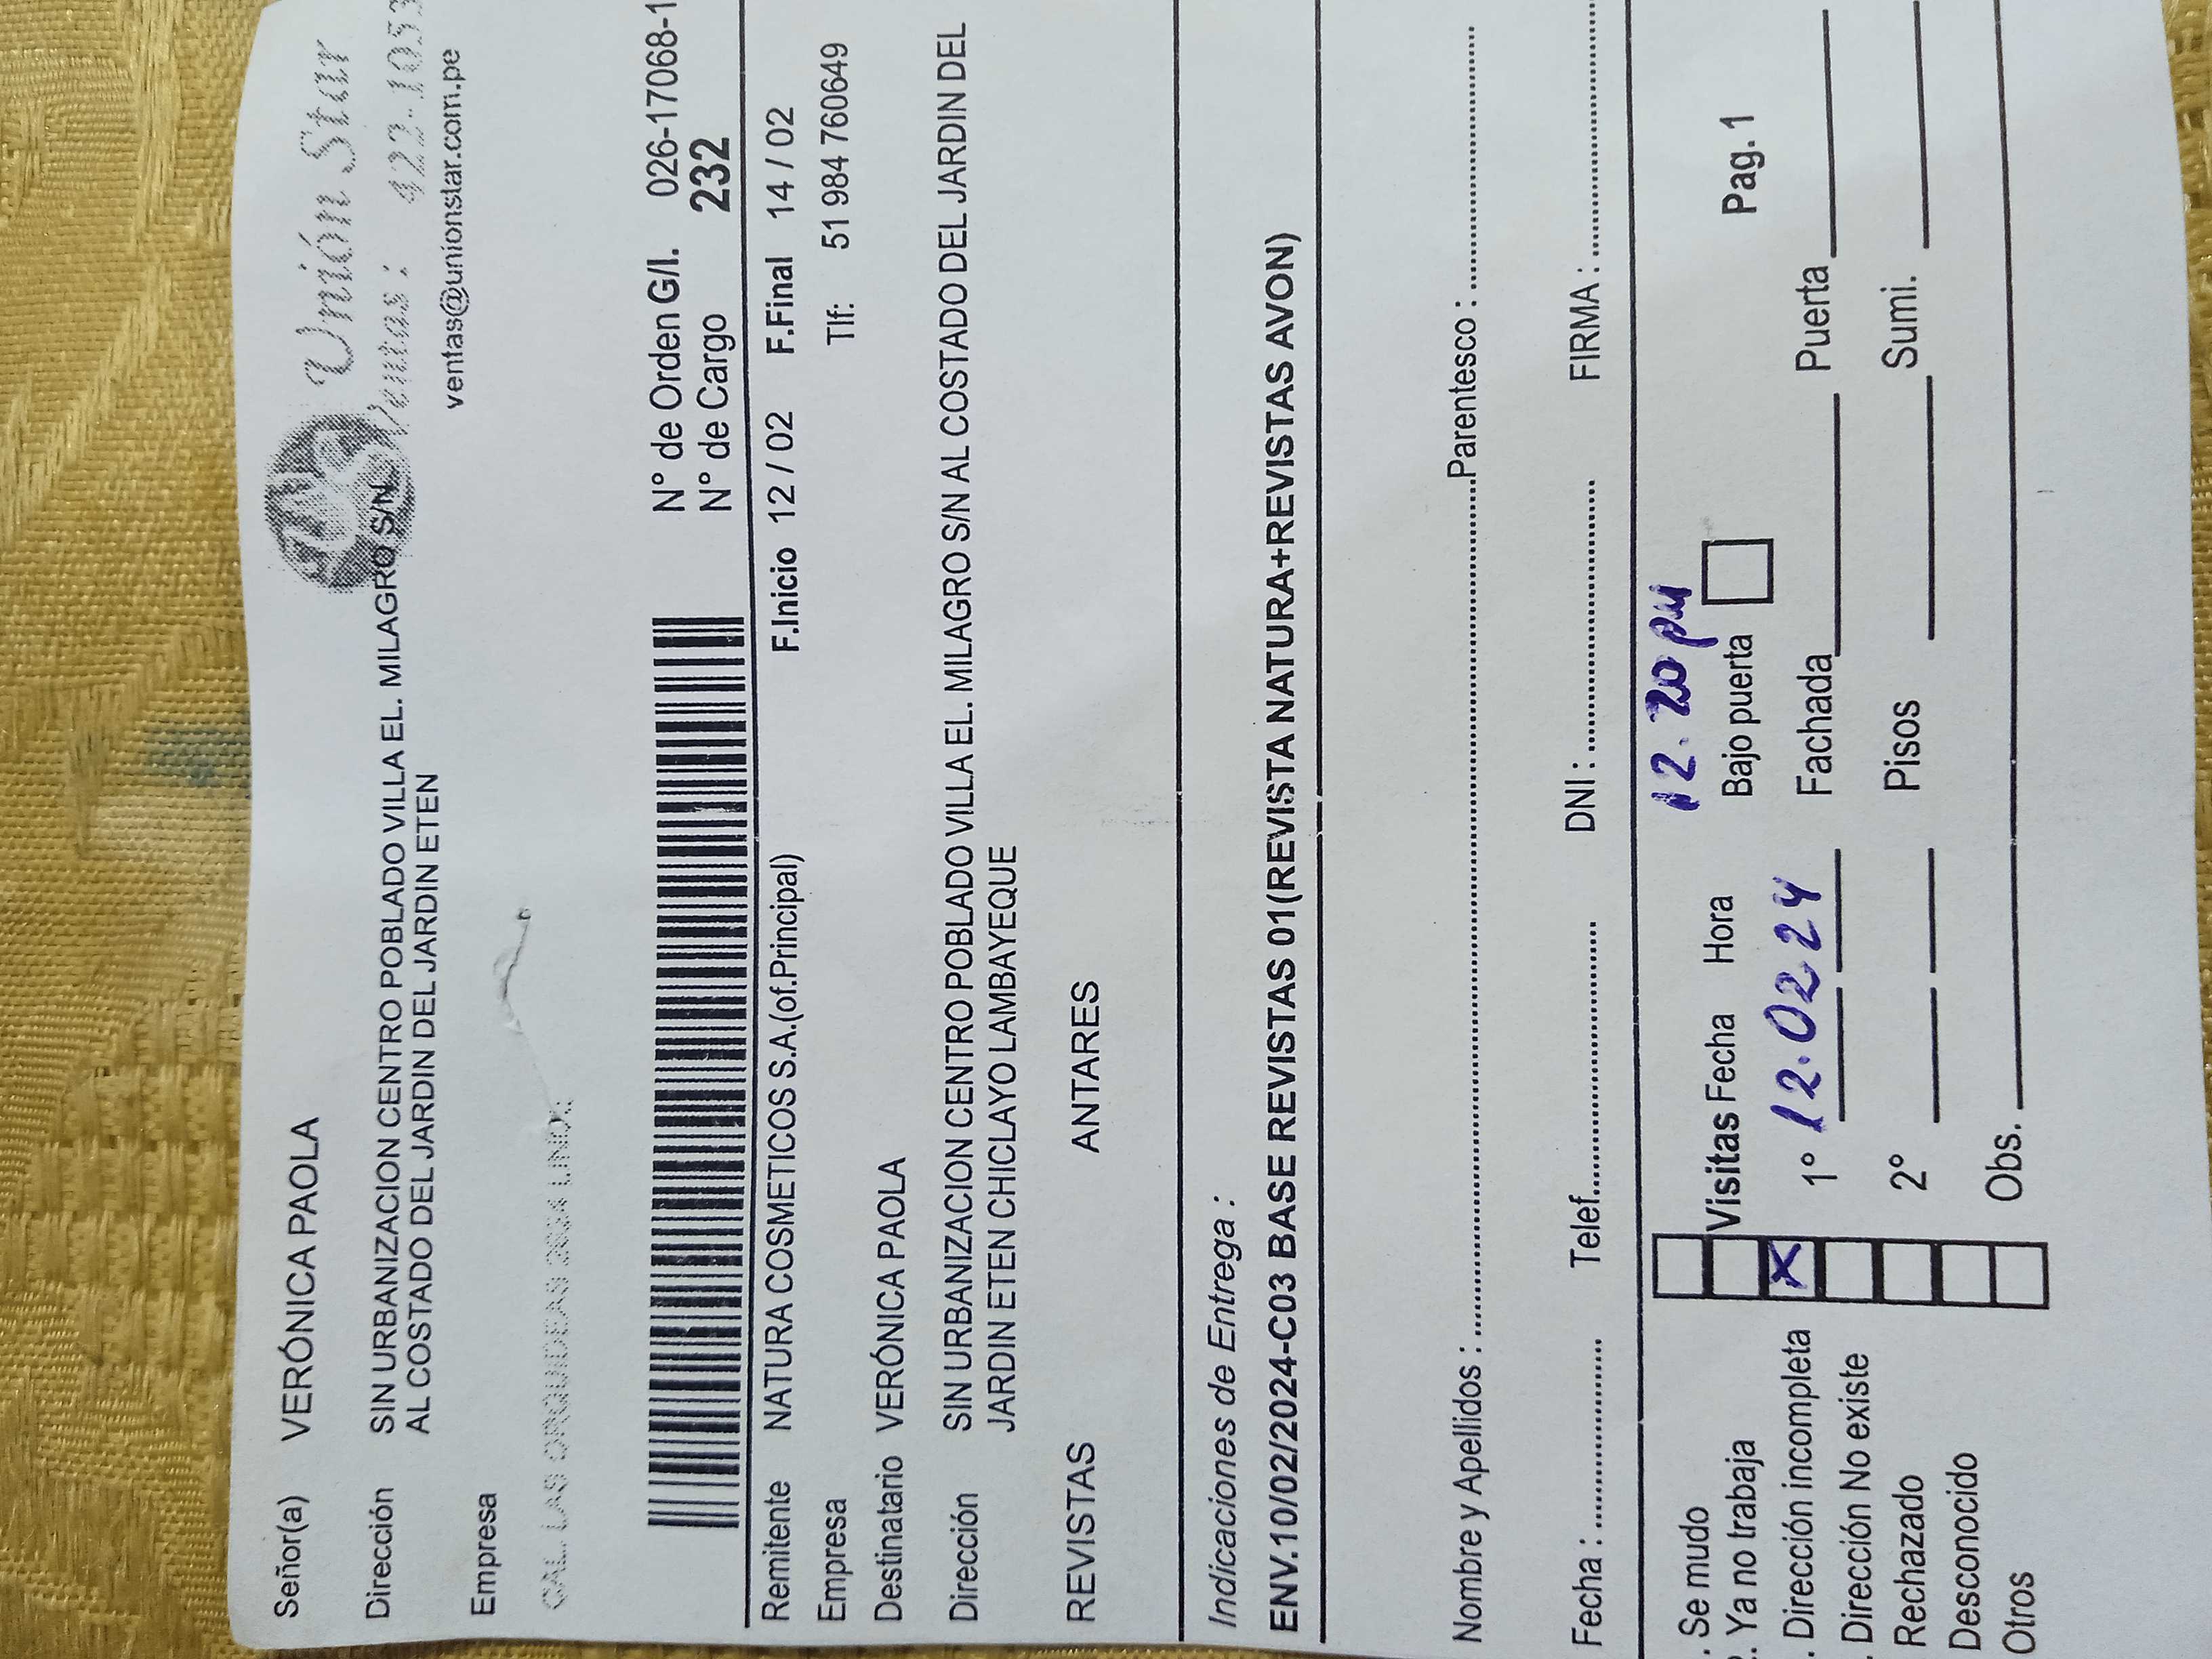 Señor(a) VERÓNICA PAOLA
Unión Star
Ventas : 422-105
ventas@unionstar.com.pe
Dirección SIN URBANIZACION CENTRO POBLADO VILLA EL. MILAGRO S/N
AL COSTADO DEL JARDIN DEL JARDIN ETEN
Empresa
CAL. LAS ORQUIDEAS
N° de Orden G/I. 026-17068-1
N° de Cargo 232
Remitente NATURA COSMETICOS S.A.(of.Principal) F.Inicio 12 / 02 F.Final 14 / 02
Empresa Tlf: 51 984 760649
Destinatario VERÓNICA PAOLA
Dirección SIN URBANIZACION CENTRO POBLADO VILLA EL. MILAGRO S/N AL COSTADO DEL JARDIN DEL
JARDIN ETEN CHICLAYO LAMBAYEQUE
REVISTAS ANTARES
Indicaciones de Entrega :
ENV.10/02/2024-C03 BASE REVISTAS 01(REVISTA NATURA+REVISTAS AVON)
Nombre y Apellidos : Parentesco :
Fecha : Telef. DNI : FIRMA :
12.20 pm
. Se mudo
. Ya no trabaja Visitas Fecha Hora Bajo puerta Pag. 1
. Dirección incompleta X 1° 12.02.24 Fachada Puerta
. Dirección No existe
Rechazado 2° Pisos Sumi.
Desconocido
Otros Obs.